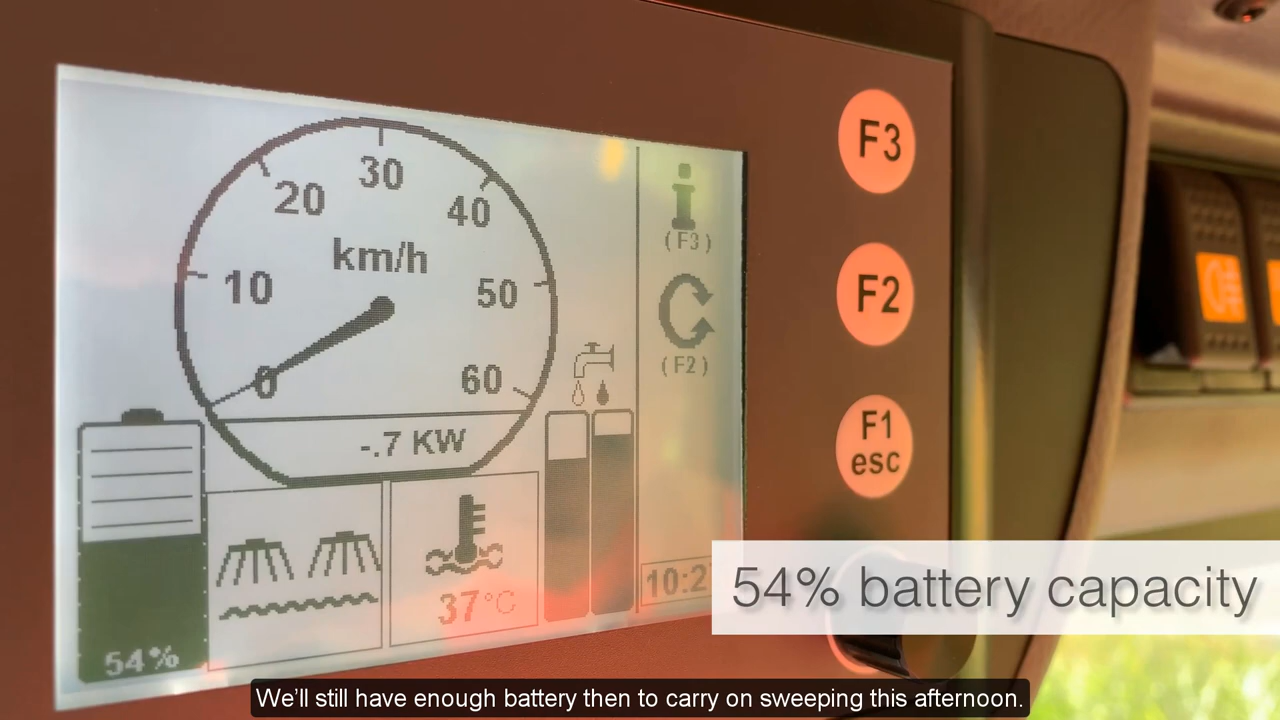 30
20
40
km/h
10
50
0
60
-.7 KW
54%
37°C
i
(F3)
(F2)
10:2
F3
F2
F1
esc
54% battery capacity
We'll still have enough battery then to carry on sweeping this afternoon.